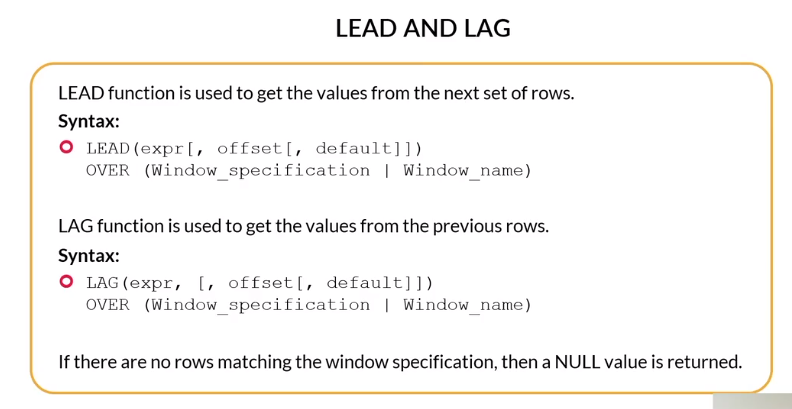 LEAD AND LAG
LEAD function is used to get the values from the next set of rows.
Syntax:
LEAD(expr[, offset[, default]])
OVER (Window_specification | Window_name)
LAG function is used to get the values from the previous rows.
Syntax:
LAG(expr, [, offset[, default]])
OVER (Window_specification | Window_name)
If there are no rows matching the window specification, then a NULL value is returned.